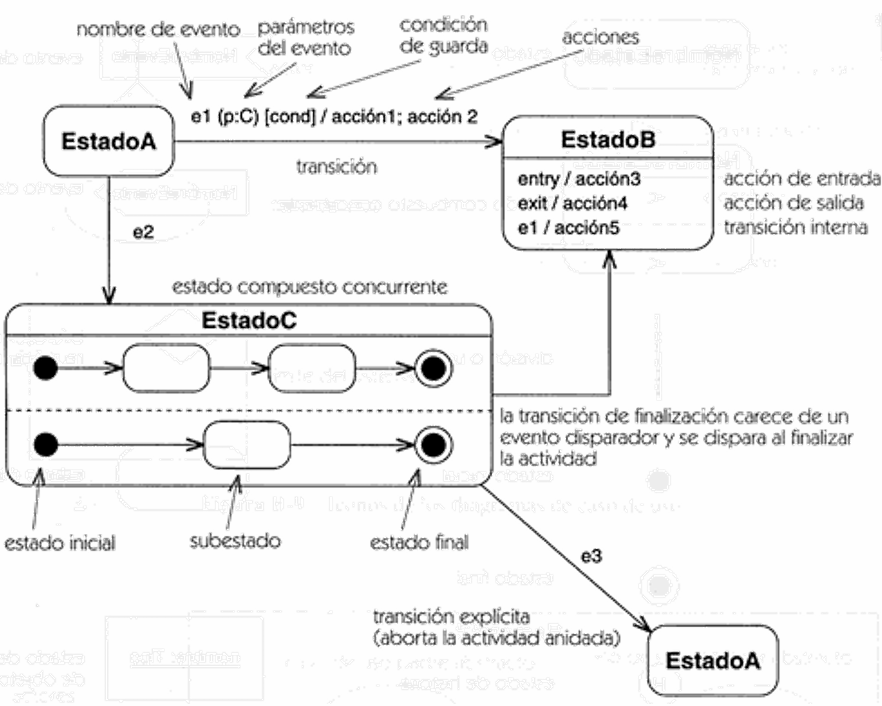 nombre de evento
parámetros
del evento
condición
de guarda
acciones
e1 (p:C) [cond] / acción1; acción 2
EstadoA
transición
EstadoB
entry / acción3
exit / acción4
e1 / acción5
acción de entrada
acción de salida
transición interna
e2
estado compuesto concurrente
EstadoC
la transición de finalización carece de un
evento disparador y se dispara al finalizar
la actividad
estado inicial
subestado
estado final
e3
transición explícita
(aborta la actividad anidada)
EstadoA